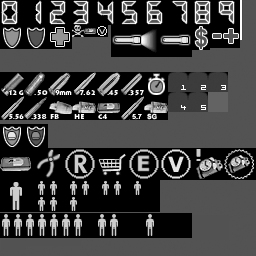 0 1 2 3 4 5 6 7 8 9
$ - +
12 G .50 9mm 7.62 .45 .357
1 2 3
5.56 .338 FB HE C4 5.7 SG
4 5
R E V !